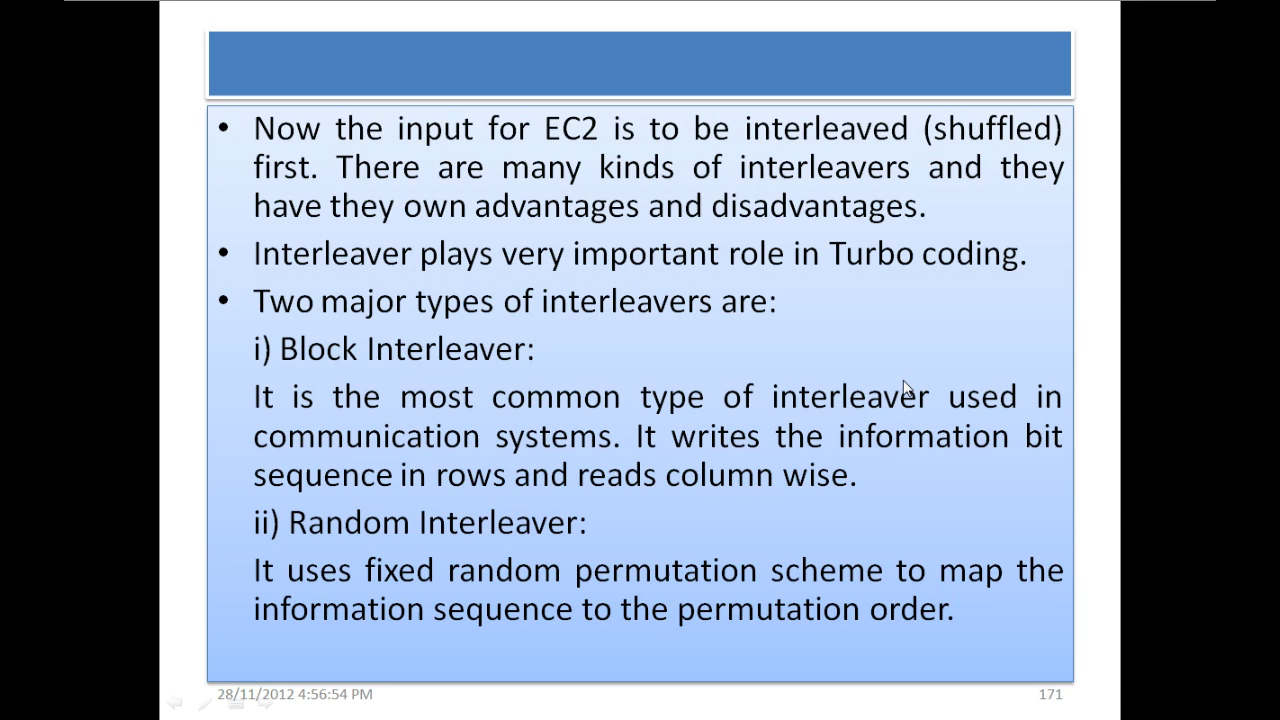 • Now the input for EC2 is to be interleaved (shuffled)
first. There are many kinds of interleavers and they
have they own advantages and disadvantages.
• Interleaver plays very important role in Turbo coding.
• Two major types of interleavers are:
i) Block Interleaver:
It is the most common type of interleaver used in
communication systems. It writes the information bit
sequence in rows and reads column wise.
ii) Random Interleaver:
It uses fixed random permutation scheme to map the
information sequence to the permutation order.
28/11/2012 4:56:54 PM
171